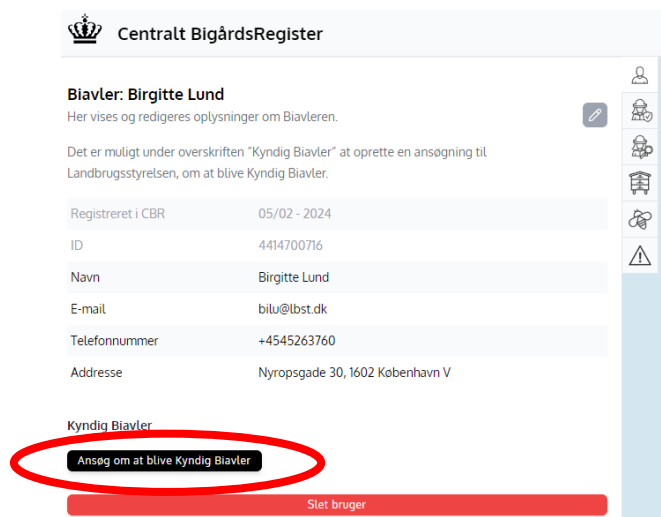 Centralt BigårdsRegister
Biavler: Birgitte Lund
Her vises og redigeres oplysninger om Biavleren.
Det er muligt under overskriften "Kyndig Biavler" at oprette en ansøgning til
Landbrugsstyrelsen, om at blive Kyndig Biavler.
Registreret i CBR 05/02 - 2024
ID 4414700716
Navn Birgitte Lund
E-mail bilu@lbst.dk
Telefonnummer +4545263760
Addresse Nyropsgade 30, 1602 København V
Kyndig Biavler
Ansøg om at blive Kyndig Biavler
Slet bruger